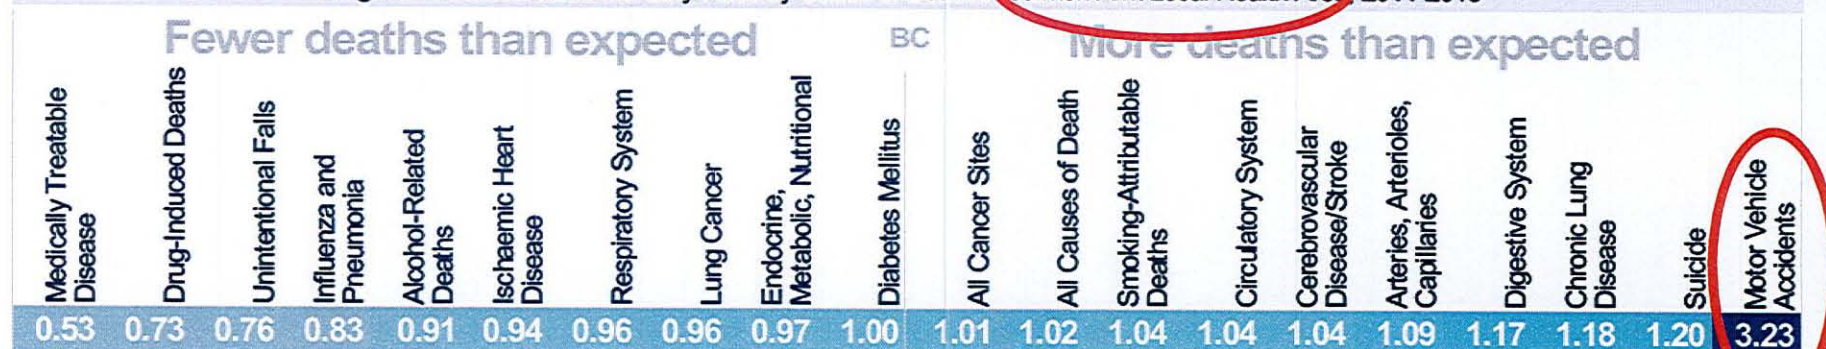 Fewer deaths than expected
BC
More deaths than expected
Medically Treatable
Disease
Drug-Induced Deaths
Unintentional Falls
Influenza and
Pneumonia
Alcohol-Related
Deaths
Ischaemic Heart
Disease
Respiratory System
Lung Cancer
Endocrine,
Metabolic, Nutritional
Diabetes Mellitus
All Cancer Sites
All Causes of Death
Smoking-Attributable
Deaths
Circulatory System
Cerebrovascular
Disease/Stroke
Arteries, Arterioles,
Capillaries
Digestive System
Chronic Lung
Disease
Suicide
Motor Vehicle
Accidents
0.53 0.73 0.76 0.83 0.91 0.94 0.96 0.96 0.97 1.00 1.01 1.02 1.04 1.04 1.04 1.09 1.17 1.18 1.20 3.23